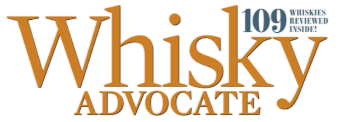 Whisky
109 WHISKIES
REVIEWED
INSIDE!
ADVOCATE